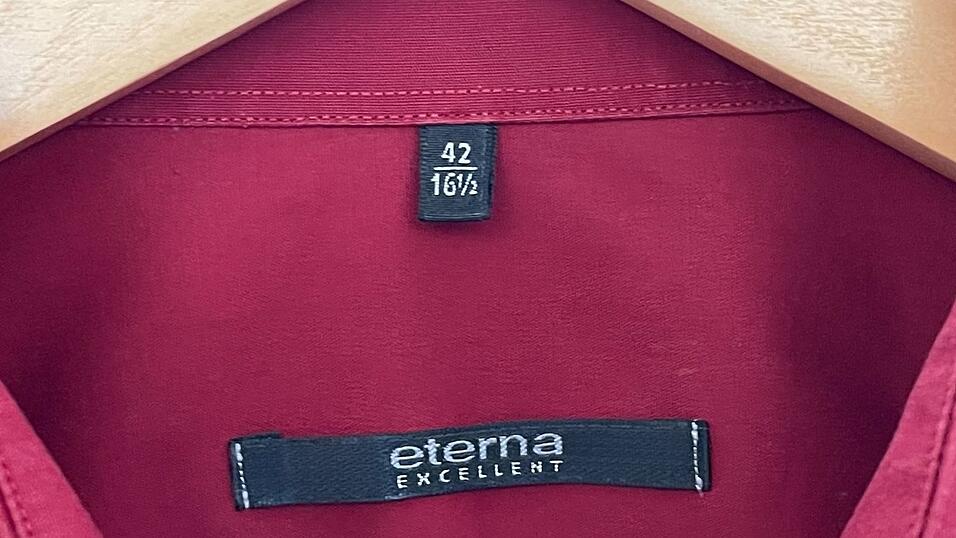 42
16½
eterna
EXCELLENT